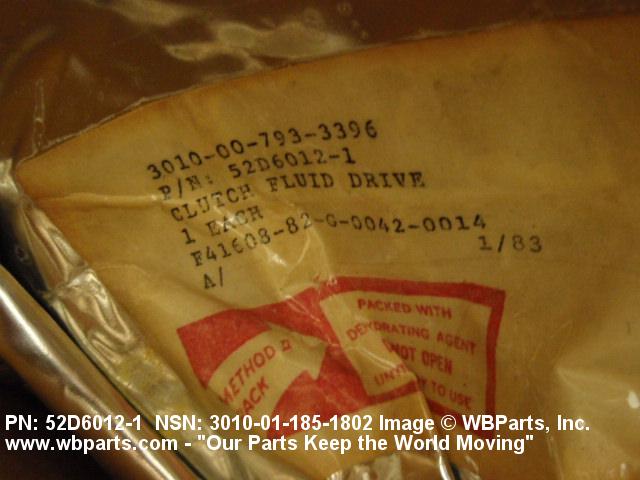 3010-00-793-3396
P/N: 52D6012-1
CLUTCH FLUID DRIVE
1 EACH
F41608-82-G-0042-0014
1/83
A/
PACKED WITH
DEHYDRATING AGENT
NOT OPEN
TO USE
METHOD II
PACK
PN: 52D6012-1 NSN: 3010-01-185-1802 Image © WBParts, Inc.
www.wbparts.com - "Our Parts Keep the World Moving"